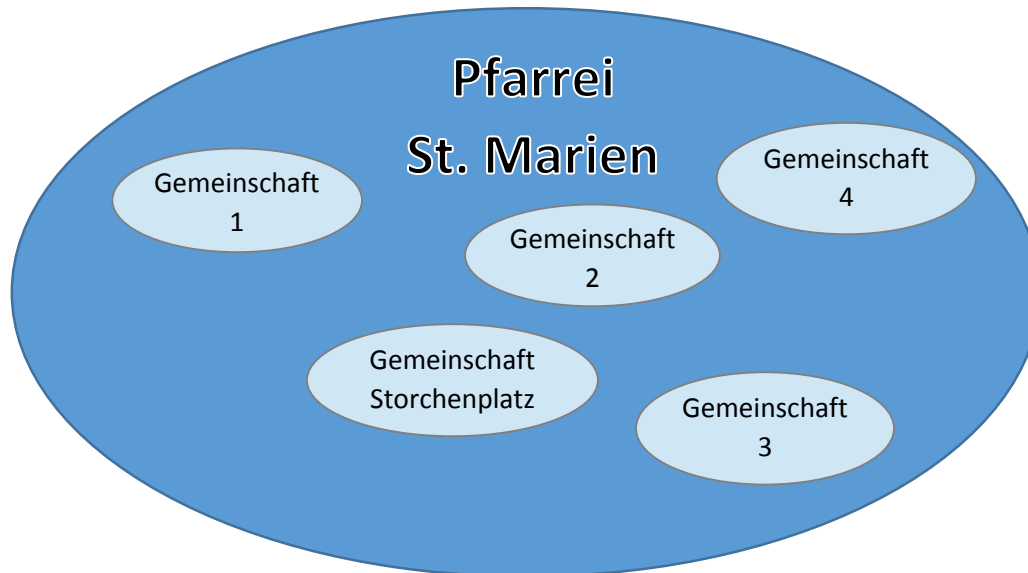 Pfarrei
St. Marien
Gemeinschaft
1
Gemeinschaft
4
Gemeinschaft
2
Gemeinschaft
Storchenplatz
Gemeinschaft
3